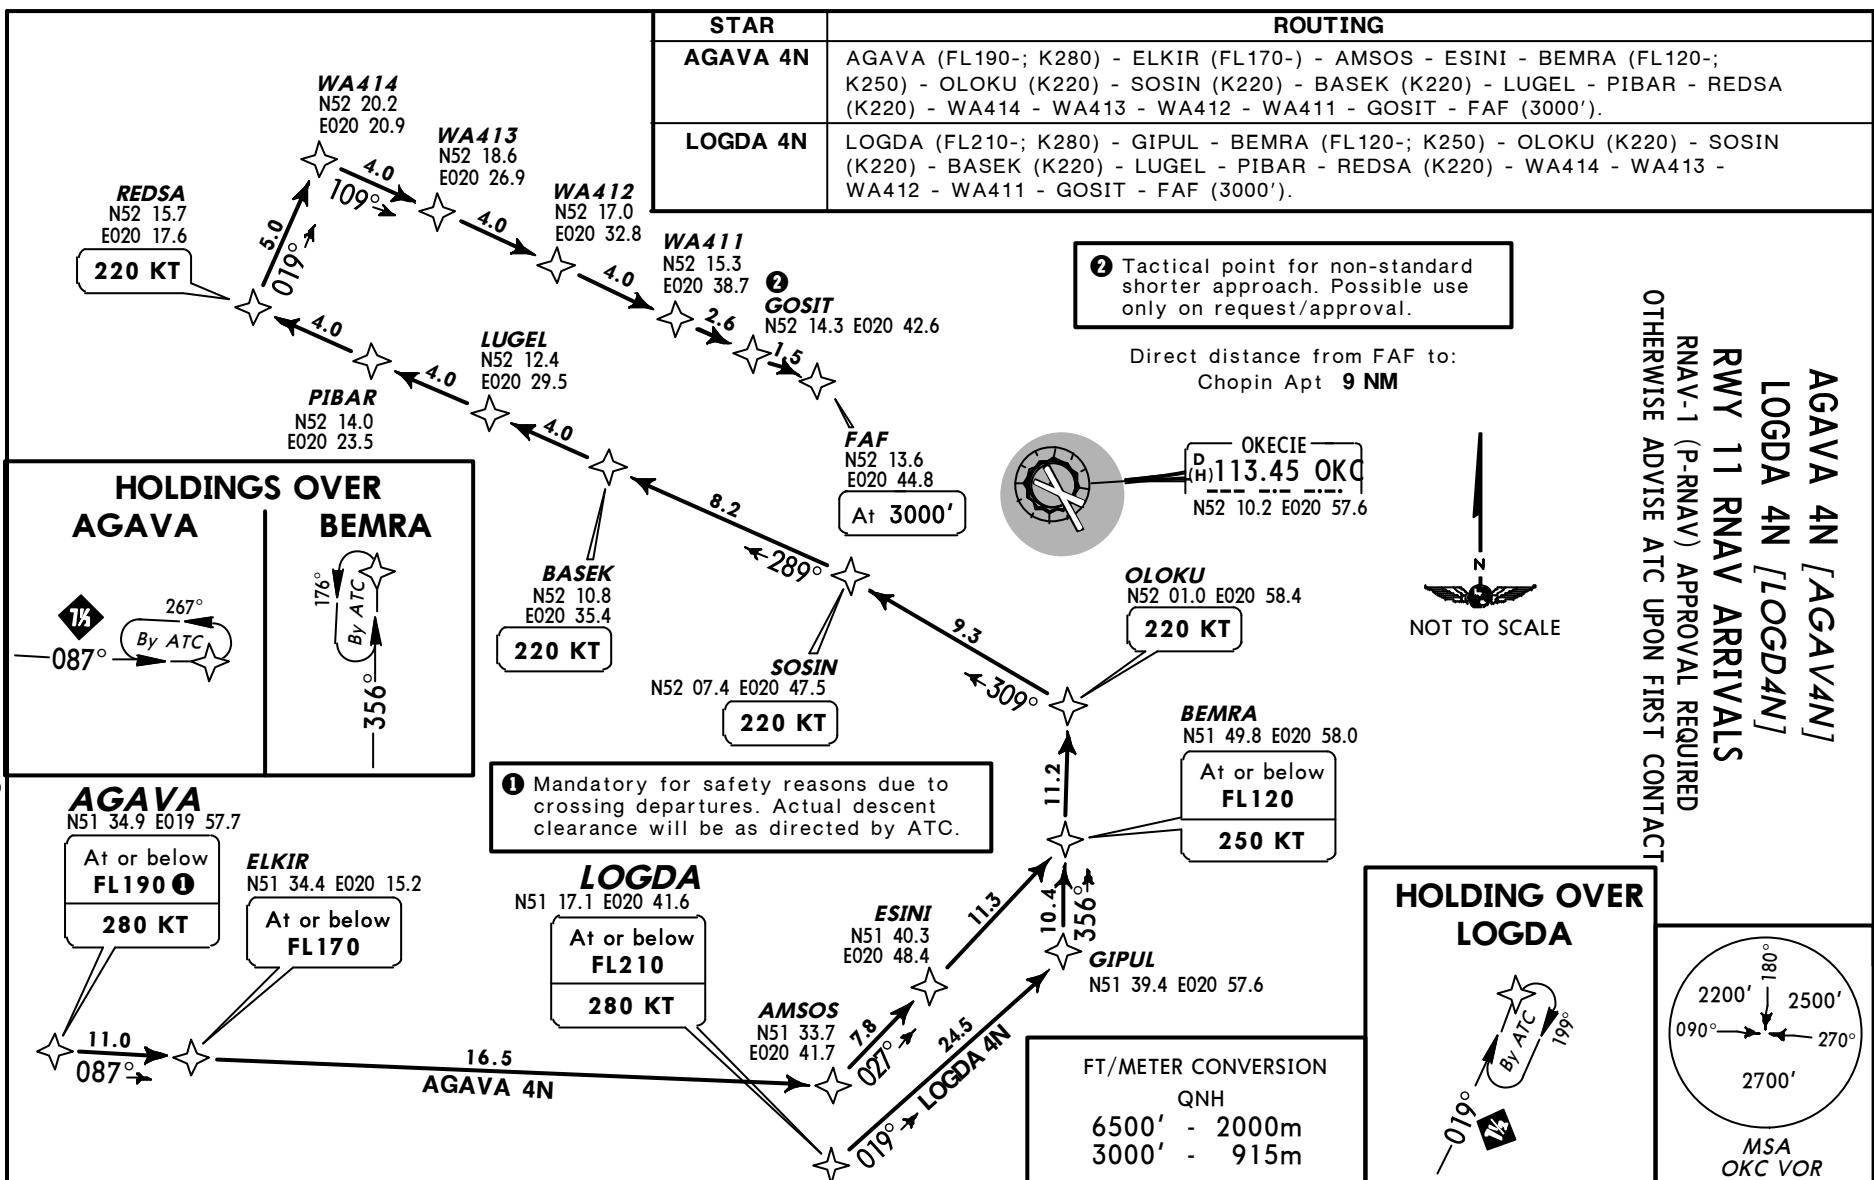 STAR
ROUTING
AGAVA 4N
AGAVA (FL190-; K280) - ELKIR (FL170-) - AMSOS - ESINI - BEMRA (FL120-;
K250) - OLOKU (K220) - SOSIN (K220) - BASEK (K220) - LUGEL - PIBAR - REDSA
(K220) - WA414 - WA413 - WA412 - WA411 - GOSIT - FAF (3000').
LOGDA 4N
LOGDA (FL210-; K280) - GIPUL - BEMRA (FL120-; K250) - OLOKU (K220) - SOSIN
(K220) - BASEK (K220) - LUGEL - PIBAR - REDSA (K220) - WA414 - WA413 -
WA412 - WA411 - GOSIT - FAF (3000').
WA414
N52 20.2
E020 20.9
4.0
109°
WA413
N52 18.6
E020 26.9
4.0
WA412
N52 17.0
E020 32.8
4.0
WA411
N52 15.3
E020 38.7
2.6
2
GOSIT
N52 14.3 E020 42.6
1.5
REDSA
N52 15.7
E020 17.6
220 KT
5.0
019°
4.0
PIBAR
N52 14.0
E020 23.5
LUGEL
N52 12.4
E020 29.5
4.0
4.0
FAF
N52 13.6
E020 44.8
At 3000'
2 Tactical point for non-standard
shorter approach. Possible use
only on request/approval.
Direct distance from FAF to:
Chopin Apt 9 NM
OKECIE
D
(H) 113.45 OKC
N52 10.2 E020 57.6
N
NOT TO SCALE
AGAVA 4N [AGAV4N]
LOGDA 4N [LOGD4N]
RWY 11 RNAV ARRIVALS
RNAV-1 (P-RNAV) APPROVAL REQUIRED
OTHERWISE ADVISE ATC UPON FIRST CONTACT
HOLDINGS OVER
AGAVA
BEMRA
267°
By ATC
087°
176°
By ATC
356°
8.2
289°
BASEK
N52 10.8
E020 35.4
220 KT
SOSIN
N52 07.4 E020 47.5
220 KT
9.3
309°
OLOKU
N52 01.0 E020 58.4
220 KT
11.2
BEMRA
N51 49.8 E020 58.0
At or below
FL120
250 KT
1 Mandatory for safety reasons due to
crossing departures. Actual descent
clearance will be as directed by ATC.
AGAVA
N51 34.9 E019 57.7
At or below
FL190 1
280 KT
ELKIR
N51 34.4 E020 15.2
At or below
FL170
11.0
087°
16.5
AGAVA 4N
LOGDA
N51 17.1 E020 41.6
At or below
FL210
280 KT
AMSOS
N51 33.7
E020 41.7
7.8
027°
ESINI
N51 40.3
E020 48.4
11.3
10.4
356°
GIPUL
N51 39.4 E020 57.6
24.5
019°
LOGDA 4N
FT/METER CONVERSION
QNH
6500' - 2000m
3000' - 915m
HOLDING OVER
LOGDA
By ATC
199°
019°
180°
2200'
2500'
090°
270°
2700'
MSA
OKC VOR